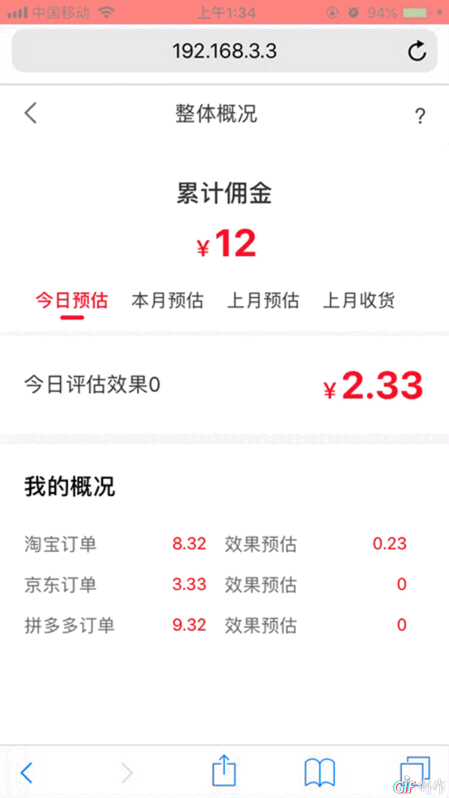 中国移动 上午1:34 94%
192.168.3.3
整体概况 ?
累计佣金
¥12
今日预估 本月预估 上月预估 上月收货
今日评估效果0 ¥2.33
我的概况
淘宝订单 8.32 效果预估 0.23
京东订单 3.33 效果预估 0
拼多多订单 9.32 效果预估 0
GIF制作